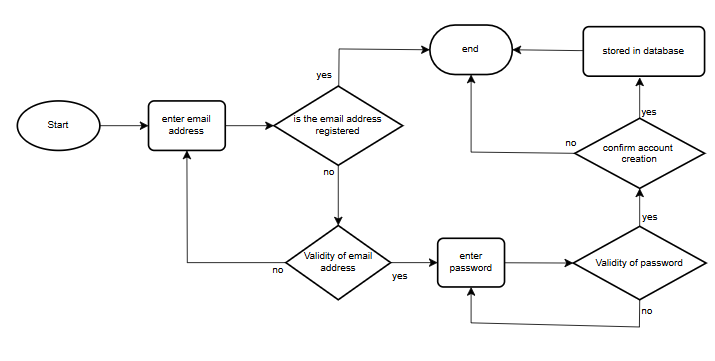 end
stored in database
yes
Start
enter email
address
is the email address
registered
yes
no
confirm account
creation
no
yes
Validity of email
address
no
yes
enter
password
Validity of password
no